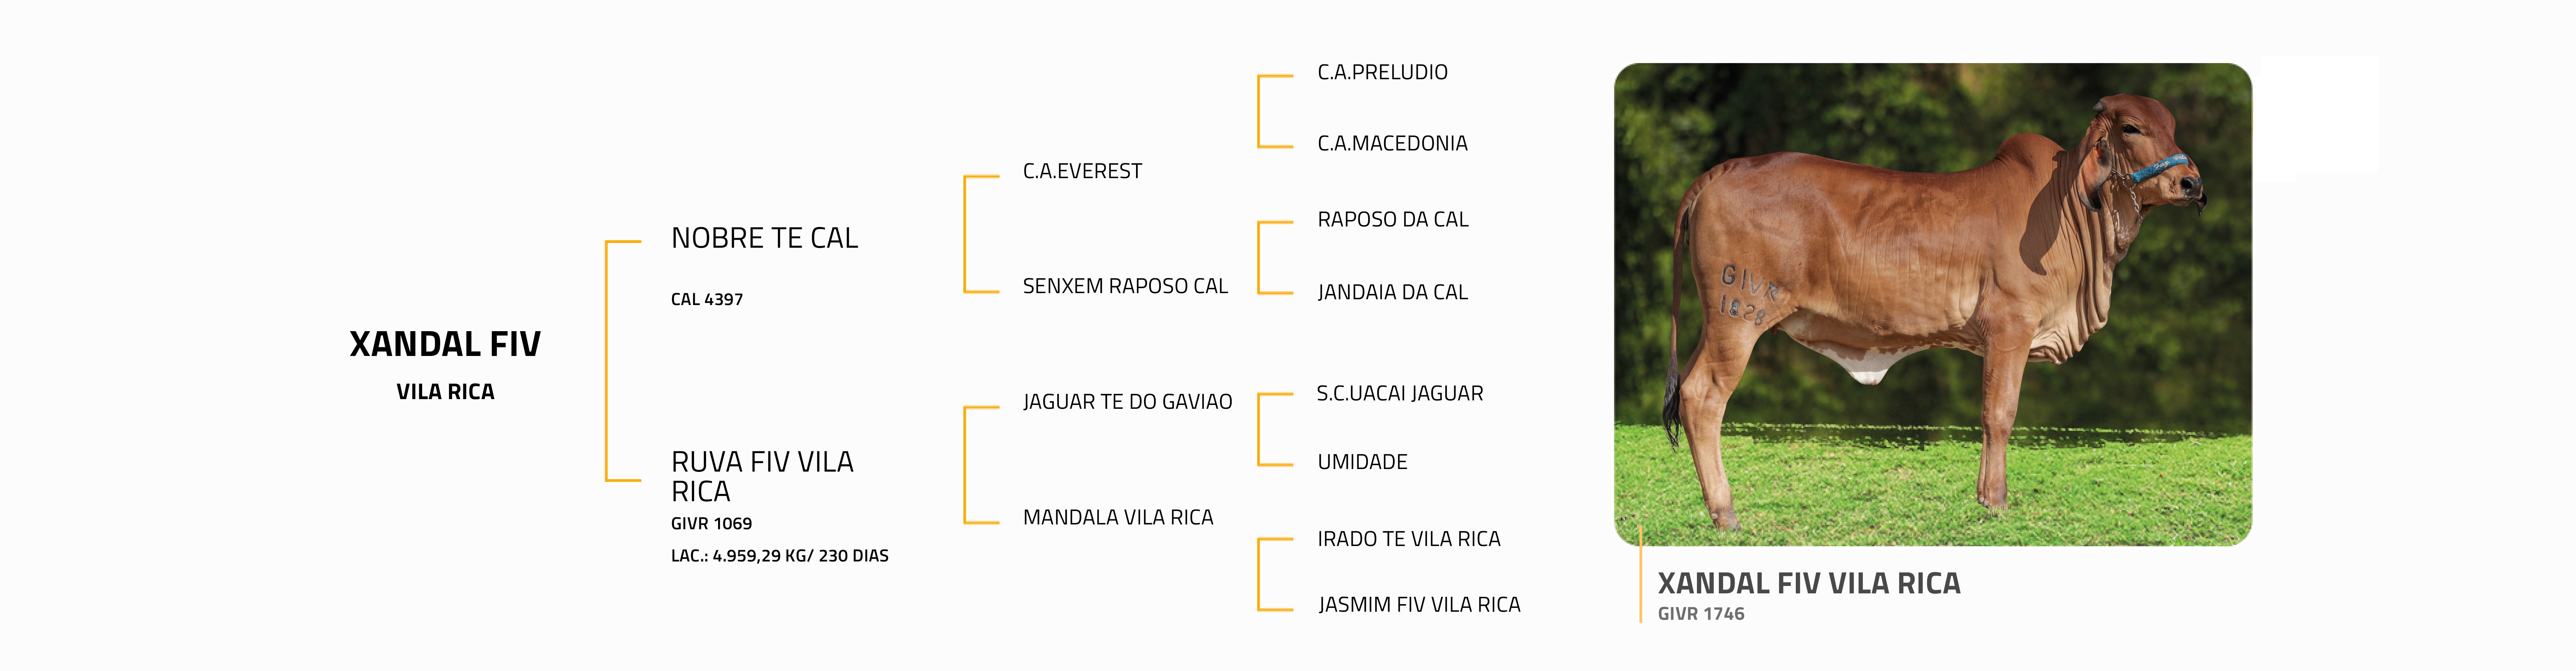 XANDAL FIV
VILA RICA
NOBRE TE CAL
CAL 4397
RUVA FIV VILA
RICA
GIVR 1069
LAC.: 4.959,29 KG/ 230 DIAS
C.A.EVEREST
SENXEM RAPOSO CAL
JAGUAR TE DO GAVIAO
MANDALA VILA RICA
C.A.PRELUDIO
C.A.MACEDONIA
RAPOSO DA CAL
JANDAIA DA CAL
S.C.UACAI JAGUAR
UMIDADE
IRADO TE VILA RICA
JASMIM FIV VILA RICA
GIVR
1828
XANDAL FIV VILA RICA
GIVR 1746